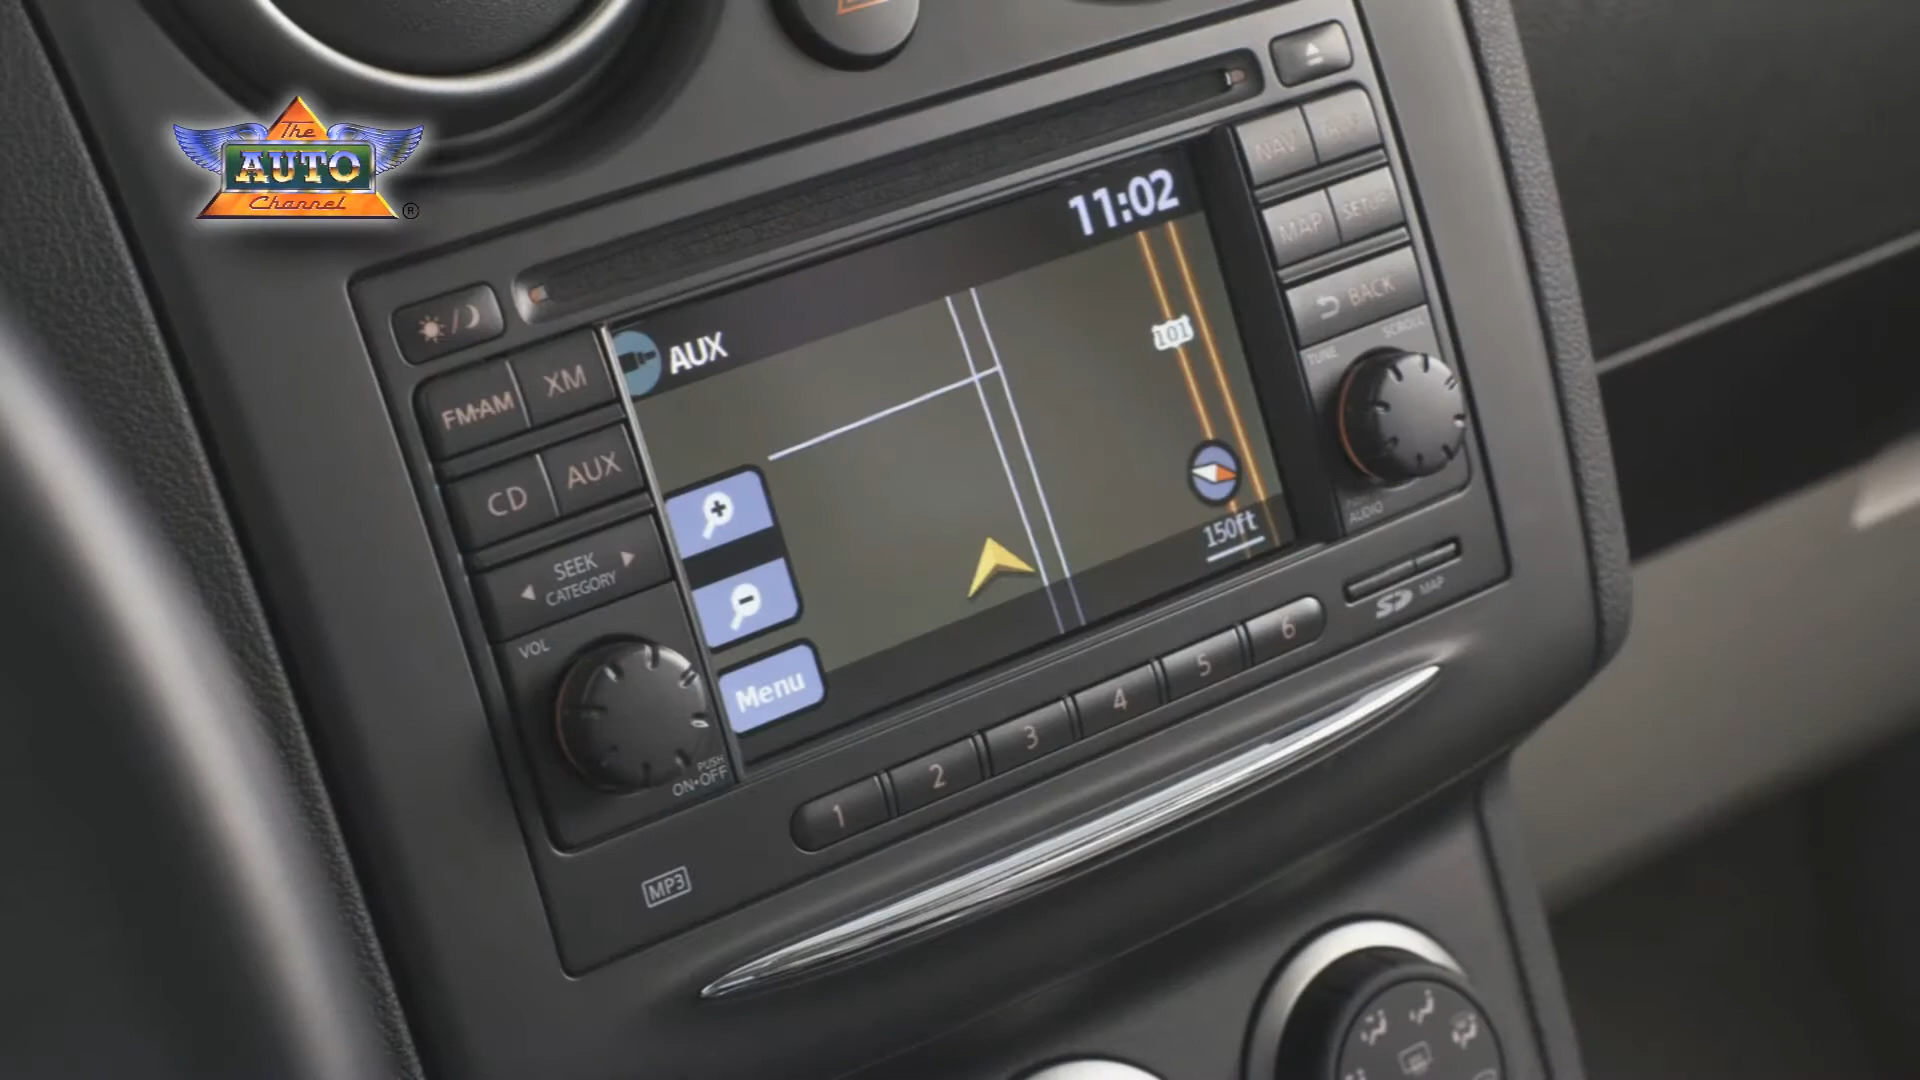 The
AUTO
Channel
®
11:02
AUX
101
150ft
Menu
FM·AM
XM
CD
AUX
SEEK
CATEGORY
VOL
PUSH
ON•OFF
NAV
MAP
SETUP
BACK
TUNE
SCROLL
AUDIO
SD
MAP
1
2
3
4
5
6
MP3